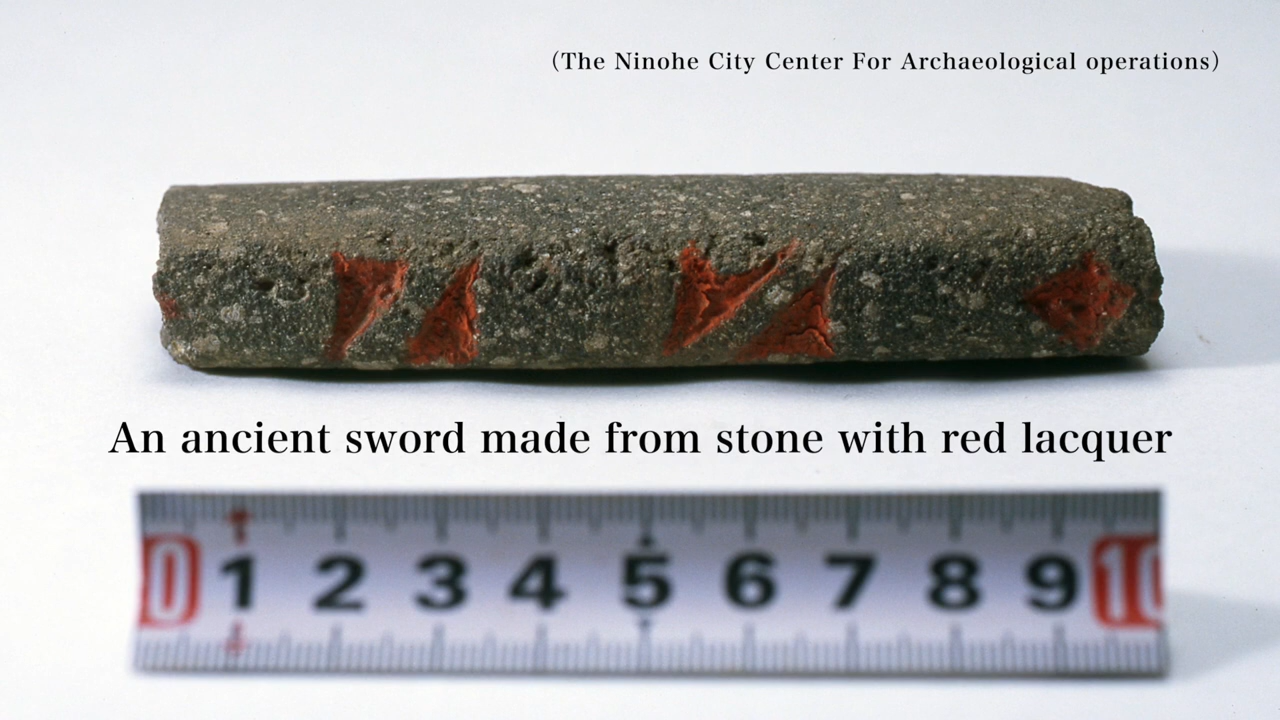 (The Ninohe City Center For Archaeological operations)
An ancient sword made from stone with red lacquer
0 1 2 3 4 5 6 7 8 9 10